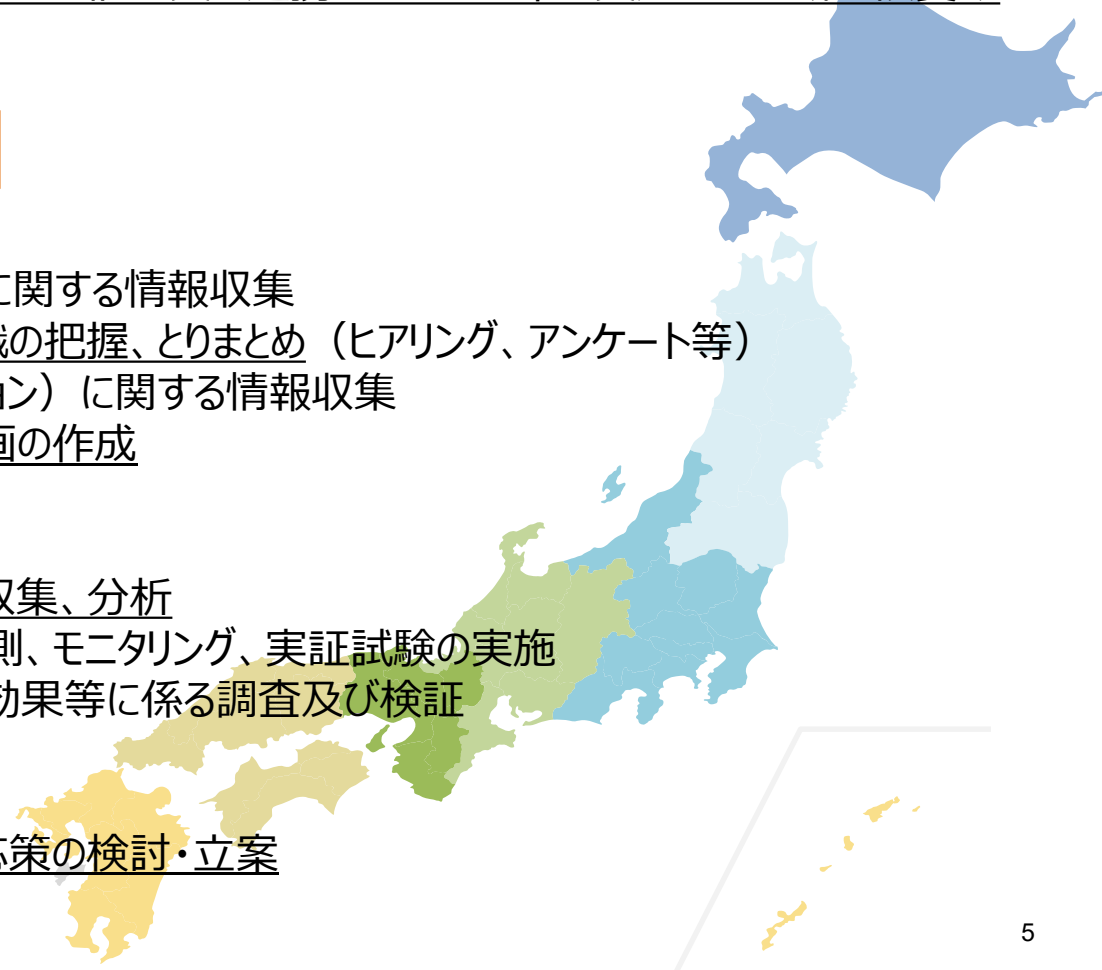 に関する情報収集
の把握、とりまとめ（ヒアリング、アンケート等）
ョン）に関する情報収集
画の作成
収集、分析
測、モニタリング、実証試験の実施
効果等に係る調査及び検証
策の検討・立案
5